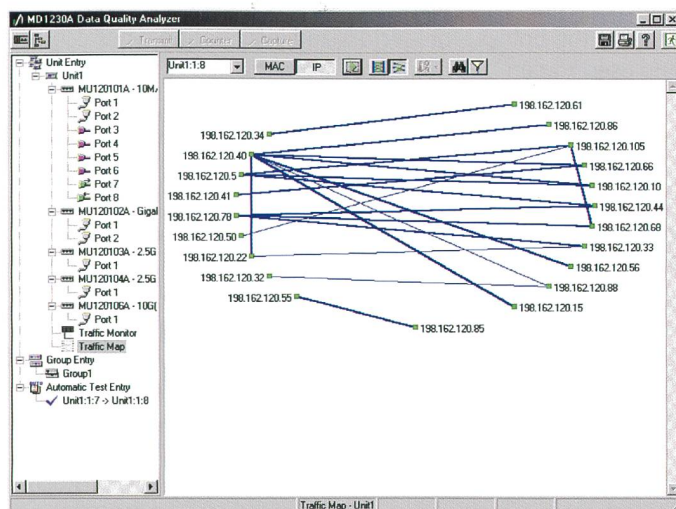 MD1230A Data Quality Analyzer
Transmit
Counter
Capture
Unit Entry
Unit1
MU120101A - 10M
Port 1
Port 2
Port 3
Port 4
Port 5
Port 6
Port 7
Port 8
MU120102A - Gigal
Port 1
Port 2
MU120103A - 2.5G
Port 1
MU120104A - 2.5G
Port 1
MU120106A - 10G(
Port 1
Traffic Monitor
Traffic Map
Group Entry
Group1
Automatic Test Entry
Unit1:1:7 -> Unit1:1:8
Unit1:1:8
MAC
IP
198.162.120.61
198.162.120.86
198.162.120.34
198.162.120.105
198.162.120.40
198.162.120.66
198.162.120.5
198.162.120.10
198.162.120.41
198.162.120.44
198.162.120.78
198.162.120.68
198.162.120.50
198.162.120.33
198.162.120.22
198.162.120.56
198.162.120.32
198.162.120.88
198.162.120.55
198.162.120.15
198.162.120.85
Traffic Map - Unit1